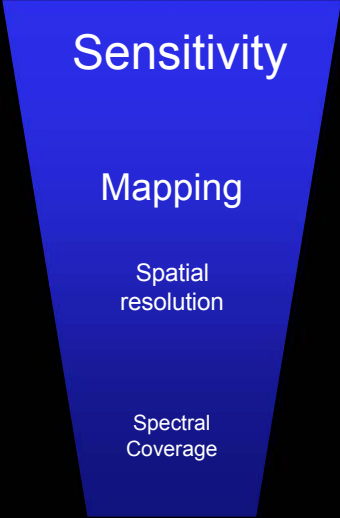 Sensitivity
Mapping
Spatial
resolution
Spectral
Coverage